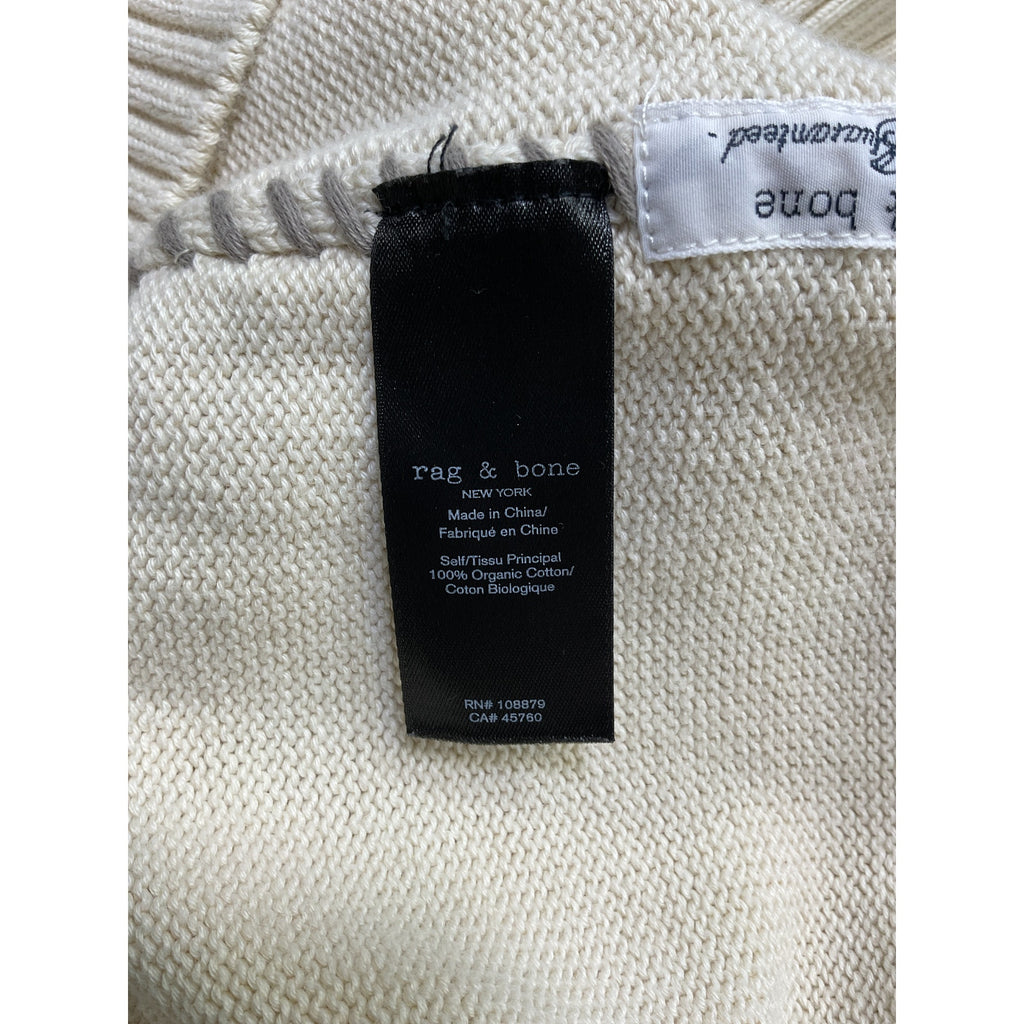 Guaranteed.
bone
rag & bone
NEW YORK
Made in China/
Fabriqué en Chine
Self/Tissu Principal
100% Organic Cotton/
Coton Biologique
RN# 108879
CA# 45760